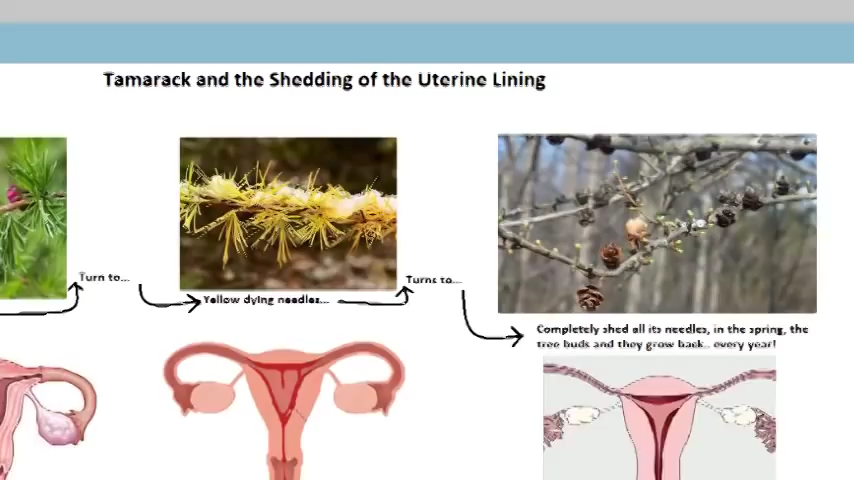 Tamarack and the Shedding of the Uterine Lining
Turn to...
Yellow dying needles...
Turns to...
Completely shed all its needles, in the spring, the
tree buds and they grow back.. every year!